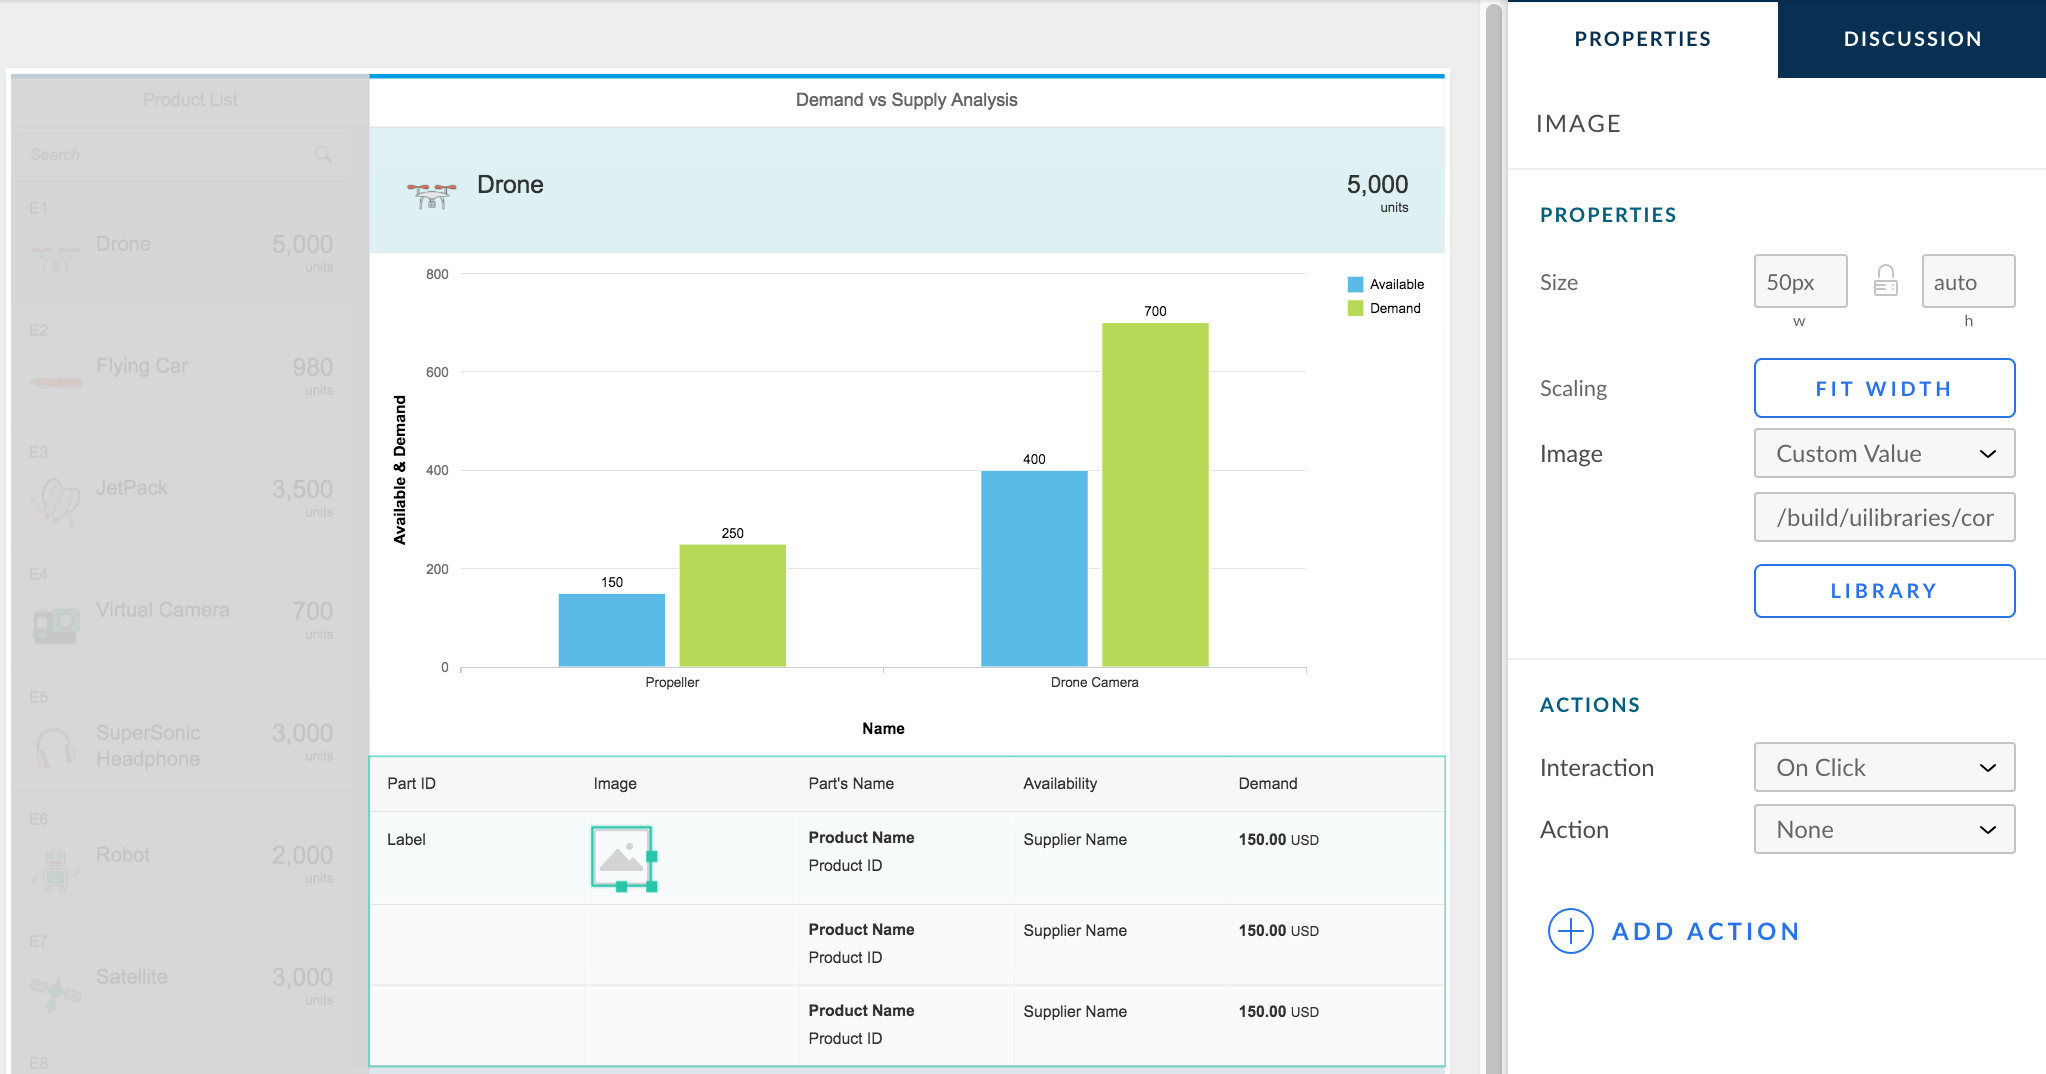 PROPERTIES
DISCUSSION
Product List
Search
E1
Drone
5,000
units
E2
Flying Car
980
units
E3
JetPack
3,500
units
E4
Virtual Camera
700
units
E5
SuperSonic
Headphone
3,000
units
E6
Robot
2,000
units
E7
Satellite
3,000
units
E8
Demand vs Supply Analysis
Drone
5,000
units
Available & Demand
800
600
400
200
0
150
250
400
700
Propeller
Drone Camera
Name
Available
Demand
Part ID
Image
Part's Name
Availability
Demand
Label
Product Name
Product ID
Supplier Name
150.00 USD
Product Name
Product ID
Supplier Name
150.00 USD
Product Name
Product ID
Supplier Name
150.00 USD
IMAGE
PROPERTIES
Size
50px
auto
w
h
Scaling
FIT WIDTH
Image
Custom Value
/build/uilibraries/cor
LIBRARY
ACTIONS
Interaction
On Click
Action
None
ADD ACTION